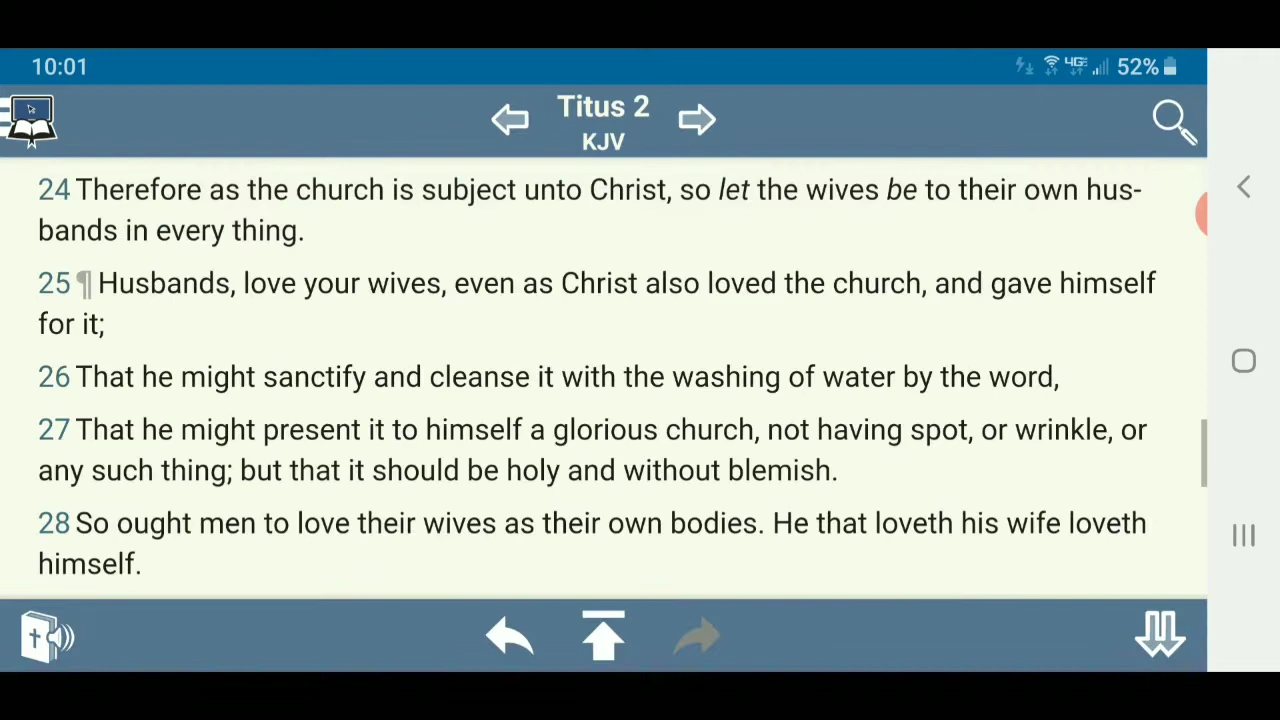 10:01
4G 52%
Titus 2
KJV
24 Therefore as the church is subject unto Christ, so let the wives be to their own hus-
bands in every thing.
25 ¶ Husbands, love your wives, even as Christ also loved the church, and gave himself
for it;
26 That he might sanctify and cleanse it with the washing of water by the word,
27 That he might present it to himself a glorious church, not having spot, or wrinkle, or
any such thing; but that it should be holy and without blemish.
28 So ought men to love their wives as their own bodies. He that loveth his wife loveth
himself.